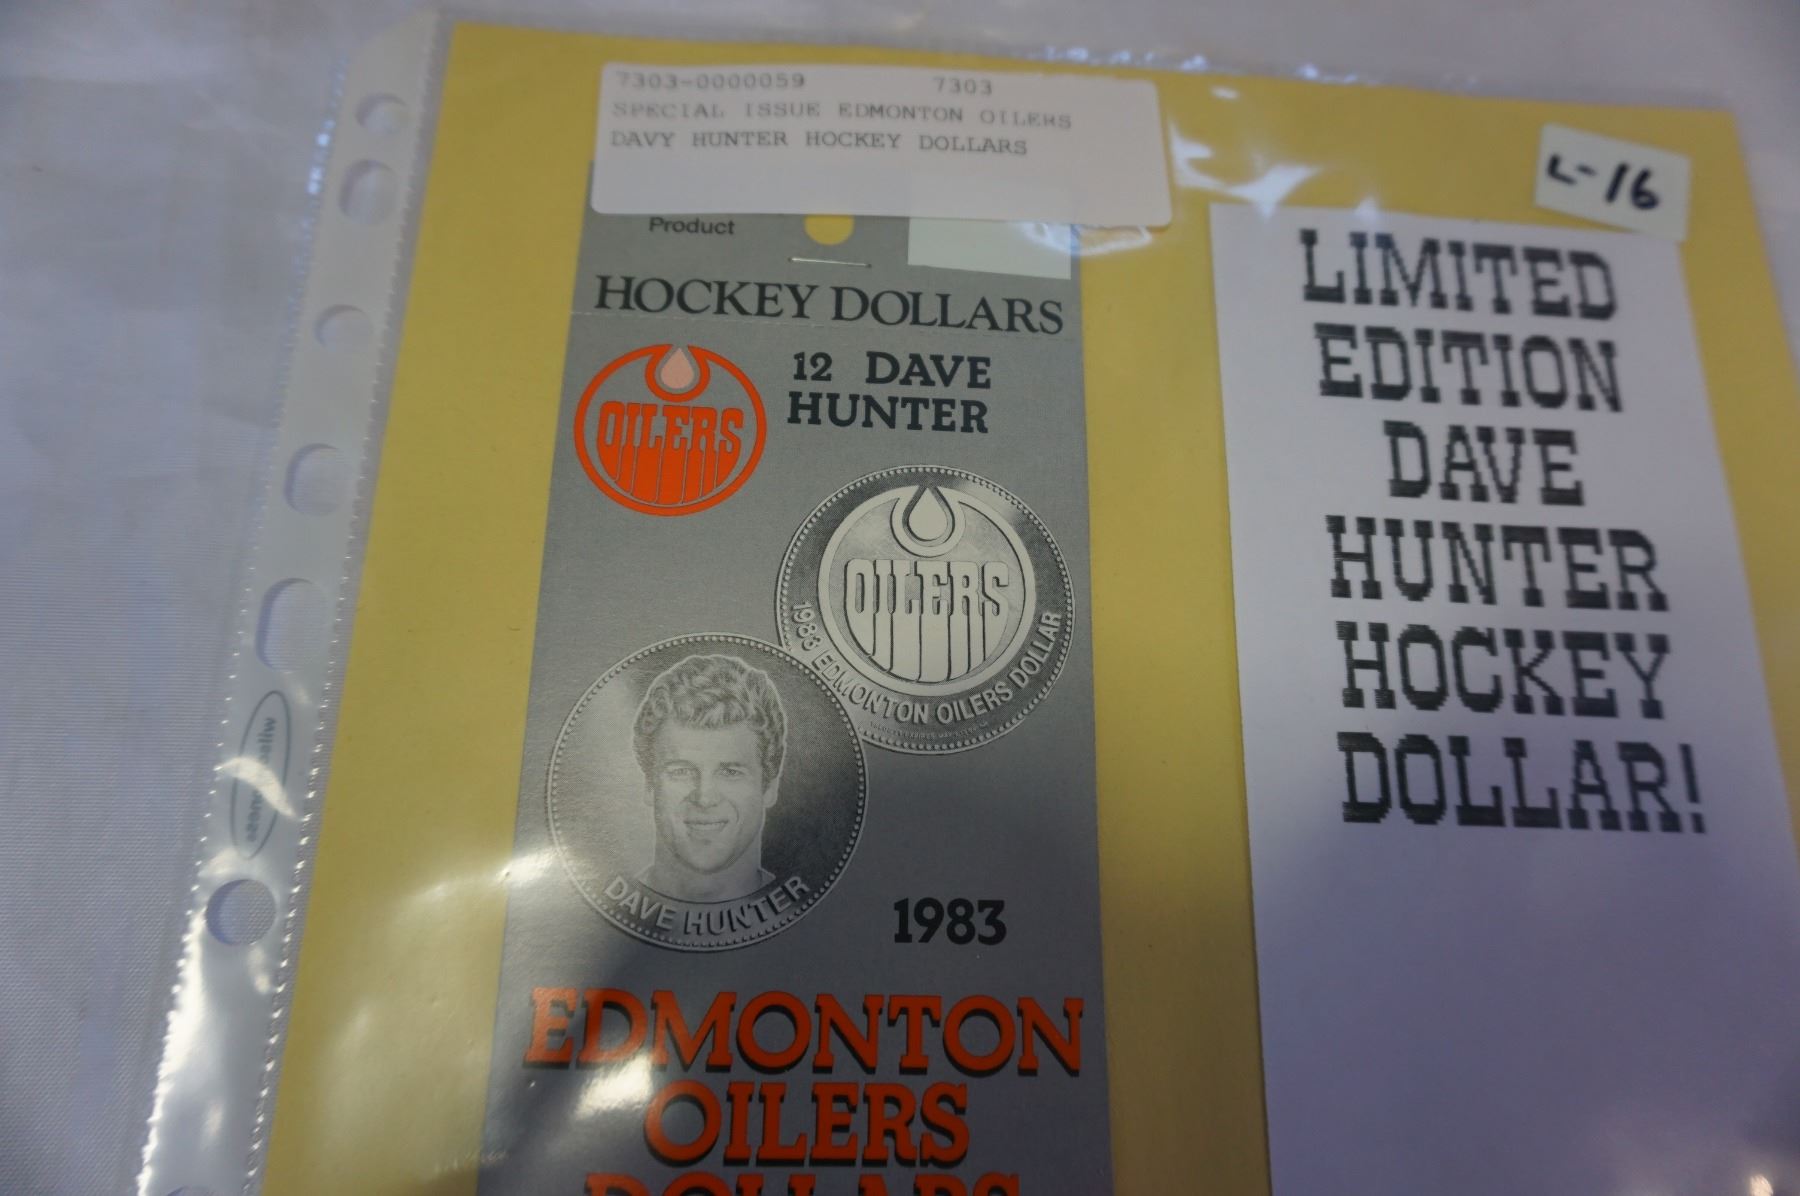 7303-0000059 7303
SPECIAL ISSUE EDMONTON OILERS
DAVY HUNTER HOCKEY DOLLARS
L-16
Product
HOCKEY DOLLARS
12 DAVE
HUNTER
OILERS
OILERS
1983 EDMONTON OILERS DOLLAR
DAVE HUNTER
1983
EDMONTON
OILERS
DOLLARS
LIMITED
EDITION
DAVE
HUNTER
HOCKEY
DOLLAR!